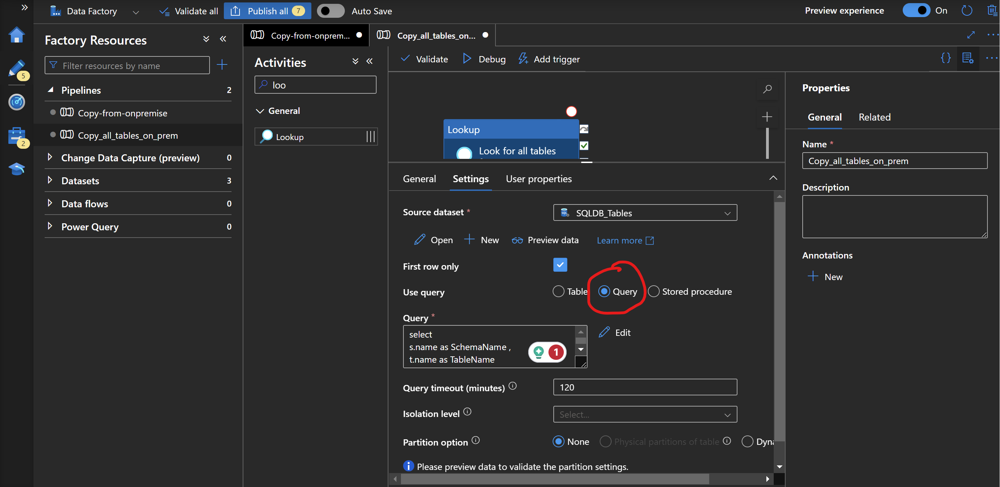 Data Factory
Validate all
Publish all 7
Auto Save
Preview experience
On
Factory Resources
Filter resources by name
5
Pipelines 2
Copy-from-onpremise
Copy_all_tables_on_prem
2
Change Data Capture (preview) 0
Datasets 3
Data flows 0
Power Query 0
Copy-from-onprem...
Copy_all_tables_on...
Activities
loo
General
Lookup
Validate
Debug
Add trigger
{}
Lookup
Look for all tables
General
Settings
User properties
Source dataset *
SQL
SQLDB_Tables
Open
New
Preview data
Learn more
First row only
Use query
Table
Query
Stored procedure
Query *
select
s.name as SchemaName ,
t.name as TableName
1
Edit
Query timeout (minutes)
120
Isolation level
Select...
Partition option
None
Physical partitions of table
Dyna
Please preview data to validate the partition settings.
Properties
General
Related
Name *
Copy_all_tables_on_prem
Description
Annotations
New